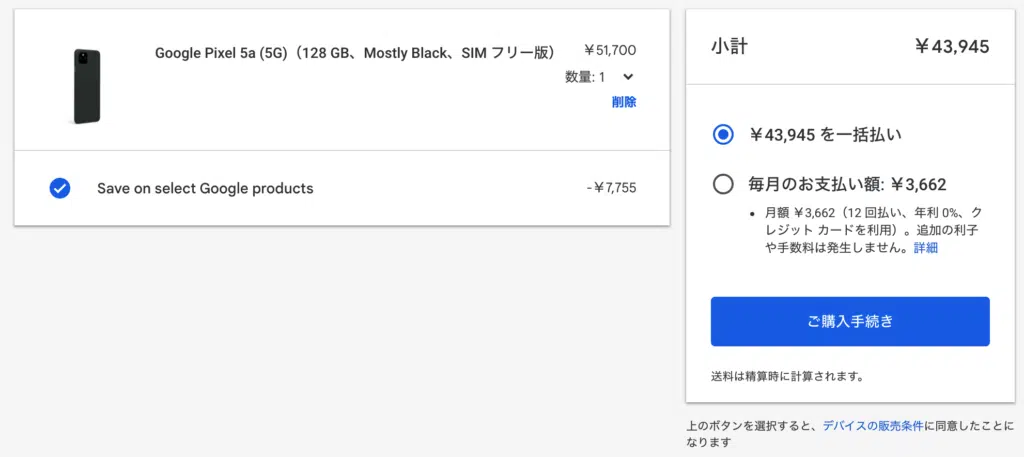 Google Pixel 5a (5G)（128 GB、Mostly Black、SIM フリー版）
￥51,700
数量: 1
削除
Save on select Google products
-￥7,755
小計
￥43,945
￥43,945 を一括払い
毎月のお支払い額: ￥3,662
• 月額 ￥3,662（12 回払い、年利 0%、ク
レジット カードを利用）。追加の利子
や手数料は発生しません。詳細
ご購入手続き
送料は精算時に計算されます。
上のボタンを選択すると、デバイスの販売条件に同意したことに
なります